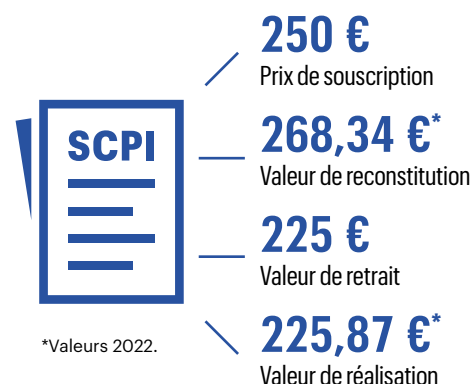 250 €
Prix de souscription
SCPI
268,34 €*
Valeur de reconstitution
225 €
Valeur de retrait
*Valeurs 2022.
225,87 €*
Valeur de réalisation